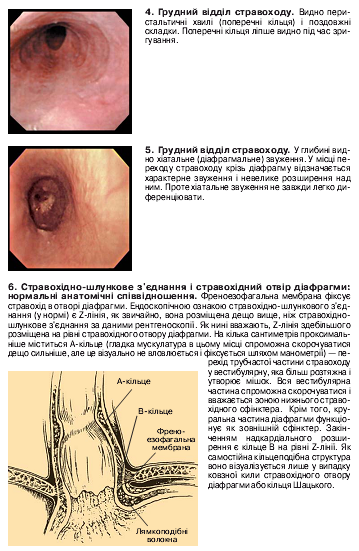 4. Грудний відділ стравоходу. Видно пери-
стальтичні хвилі (поперечні кільця) і поздовжні
складки. Поперечні кільця ліпше видно під час зри-
гування.
5. Грудний відділ стравоходу. У глибині вид-
но хіатальне (діафрагмальне) звуження. У місці пе-
реходу стравоходу крізь діафрагму відзначається
характерне звуження і невелике розширення над
ним. Проте хіатальне звуження не завжди легко ди-
ференціювати.
6. Стравохідно-шлункове з'єднання і стравохідний отвір діафрагми:
нормальні анатомічні співвідношення. Френоезофагеальна мембрана фіксує
стравохід в отворі діафрагми. Ендоскопічною ознакою стравохідно-шлункового з'єд-
нання (у нормі) є Z-лінія, як звичайно, вона розміщена дещо вище, ніж стравохідно-
шлункове з'єднання за даними рентгеноскопії. Як нині вважають, Z-лінія здебільшого
розміщена на рівні стравохідного отвору діафрагми. На кілька сантиметрів проксималь-
ніше міститься А-кільце (гладка мускулатура в цьому місці спроможна скорочуватися
дещо сильніше, але це візуально не вловлюється і фіксується шляхом манометрії) — пе-
рехід трубчастої частини стравоходу
у вестибулярну, яка більш розтяжна і
утворює мішок. Вся вестибулярна
частина спроможна скорочуватися і
вважається зоною нижнього страво-
хідного сфінктера. Крім того, кру-
ральна частина діафрагми функціо-
нує як зовнішній сфінктер. Закін-
ченням наддіафрагмального розши-
рення є кільце В на рівні Z-лінії. Як
самостійна кільцеподібна структура
воно візуалізується лише у випадку
ковзної кили стравохідного отвору
діафрагми або кільця Шацького.
А-кільце
В-кільце
Френо-
езофагальна
мембрана
Лямкоподібні
волокна